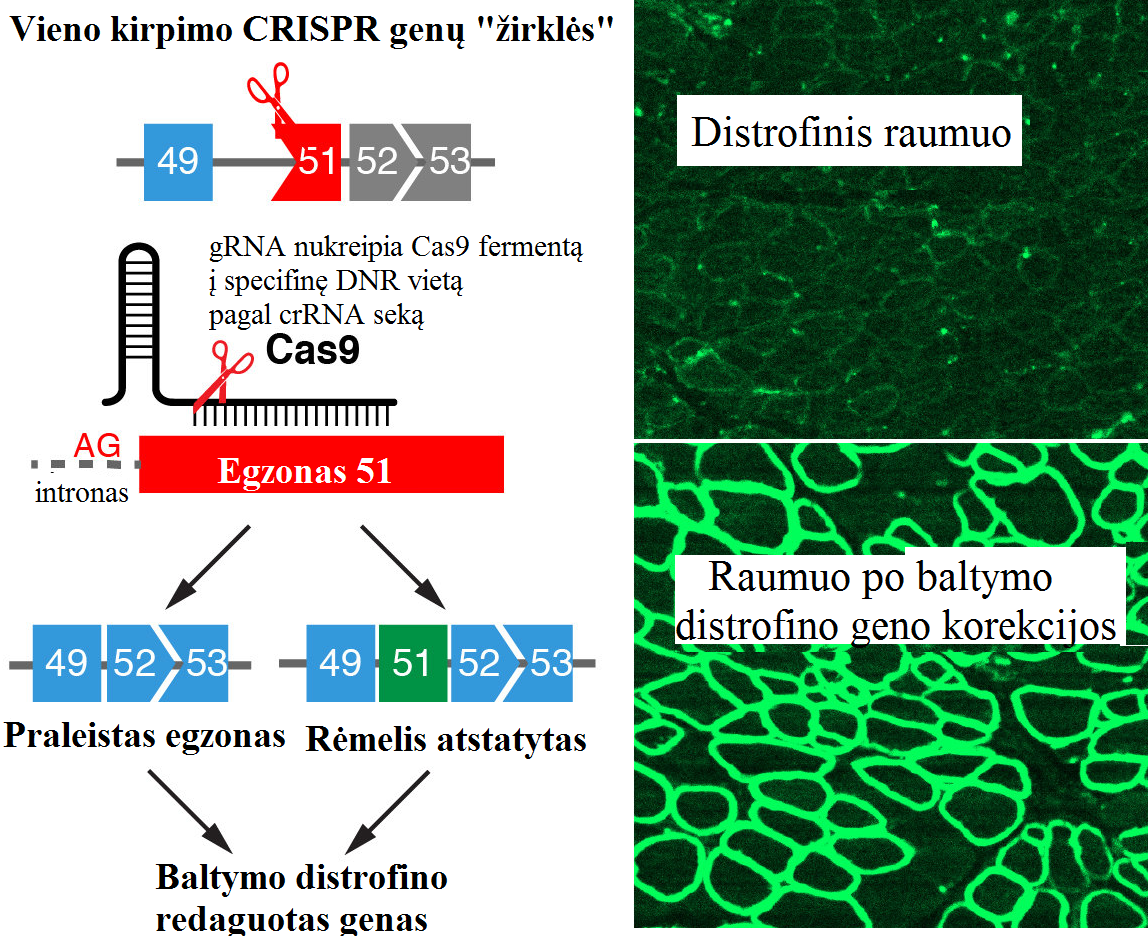 Vieno kirpimo CRISPR genų "žirklės"
49 51 52 53
gRNA nukreipia Cas9 fermentą
į specifinę DNR vietą
pagal crRNA seką
Cas9
AG
intronas
Egzonas 51
49 52 53
49 51 52 53
Praleistas egzonas
Rėmelis atstatytas
Baltymo distrofino
redaguotas genas
Distrofinis raumuo
Raumuo po baltymo
distrofino geno korekcijos